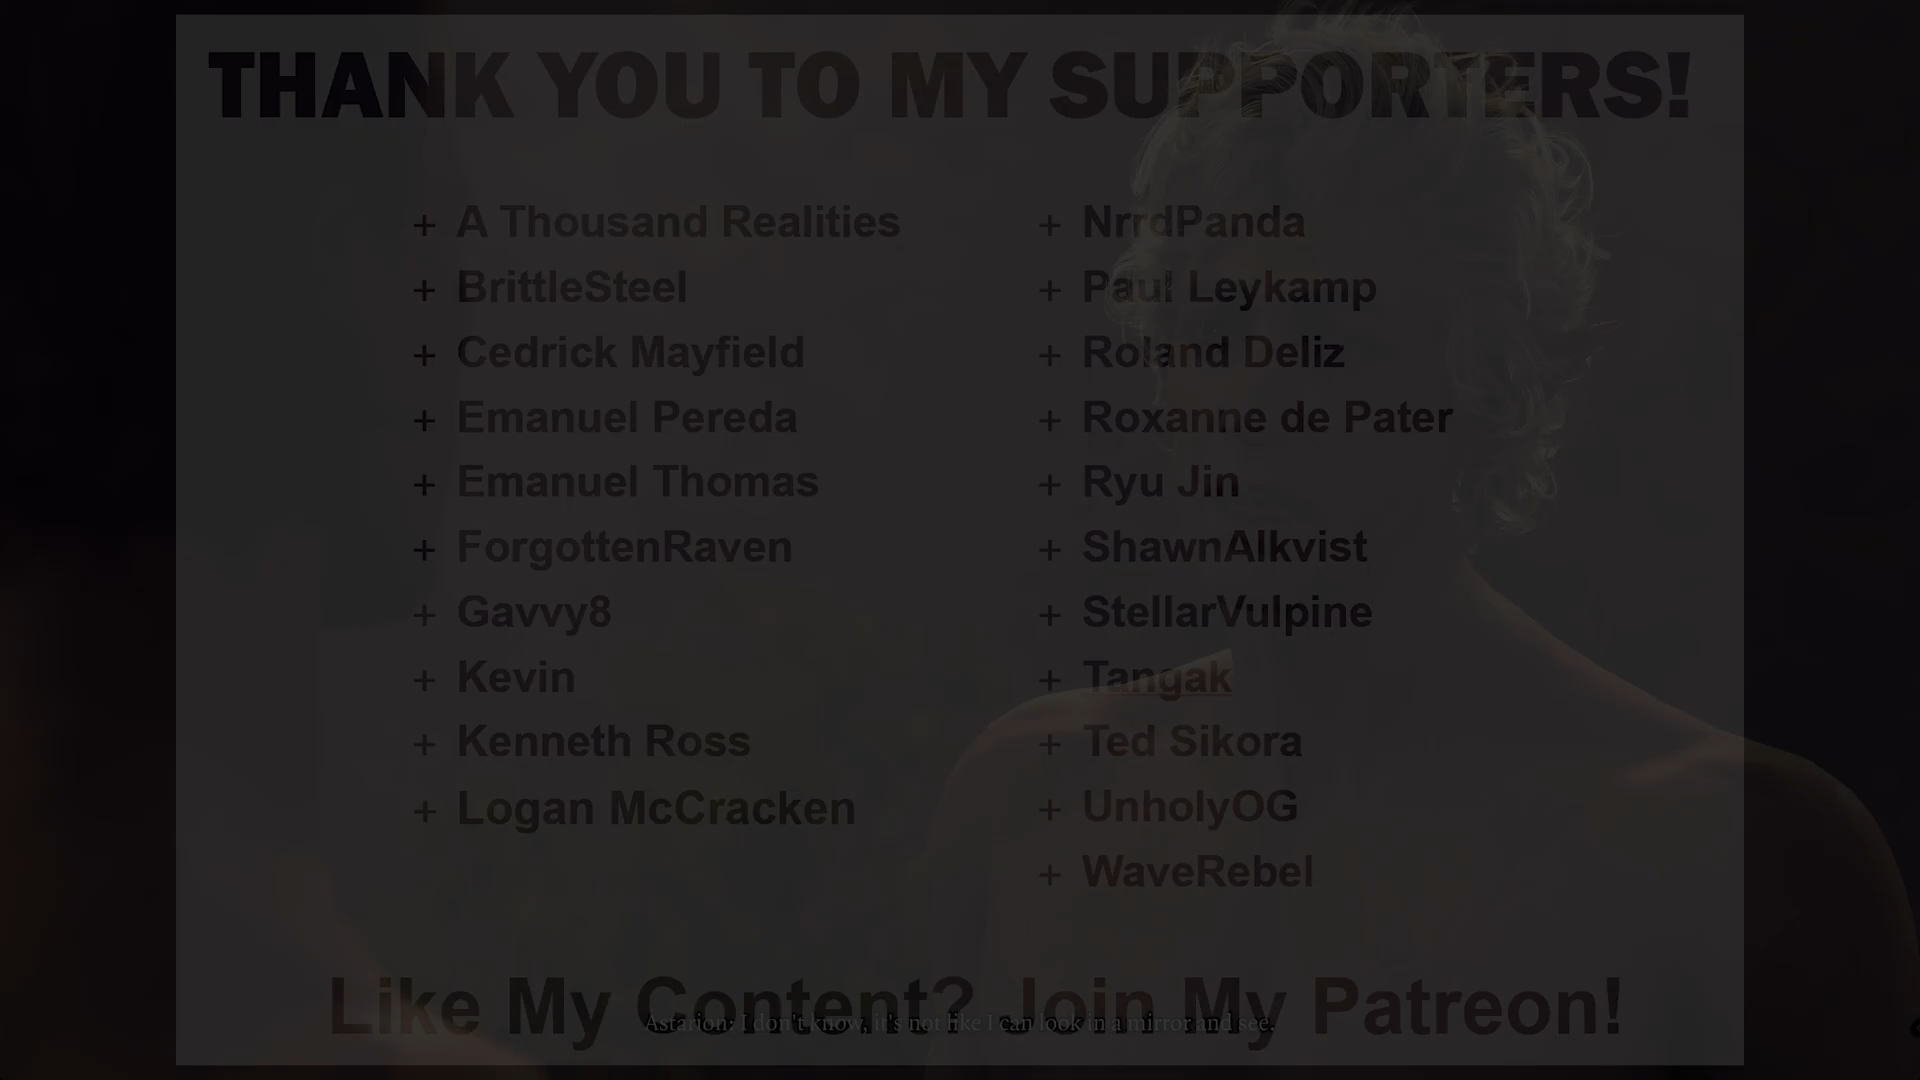 THANK YOU TO MY SUPPORTERS!
+ A Thousand Realities
+ BrittleSteel
+ Cedrick Mayfield
+ Emanuel Pereda
+ Emanuel Thomas
+ ForgottenRaven
+ Gavvy8
+ Kevin
+ Kenneth Ross
+ Logan McCracken
+ NrrdPanda
+ Paul Leykamp
+ Roland Deliz
+ Roxanne de Pater
+ Ryu Jin
+ ShawnAlkvist
+ StellarVulpine
+ Tangak
+ Ted Sikora
+ UnholyOG
+ WaveRebel
Like My Content? Join My Patreon!
Astarion: I don't know, it's not like I can look in a mirror and see.